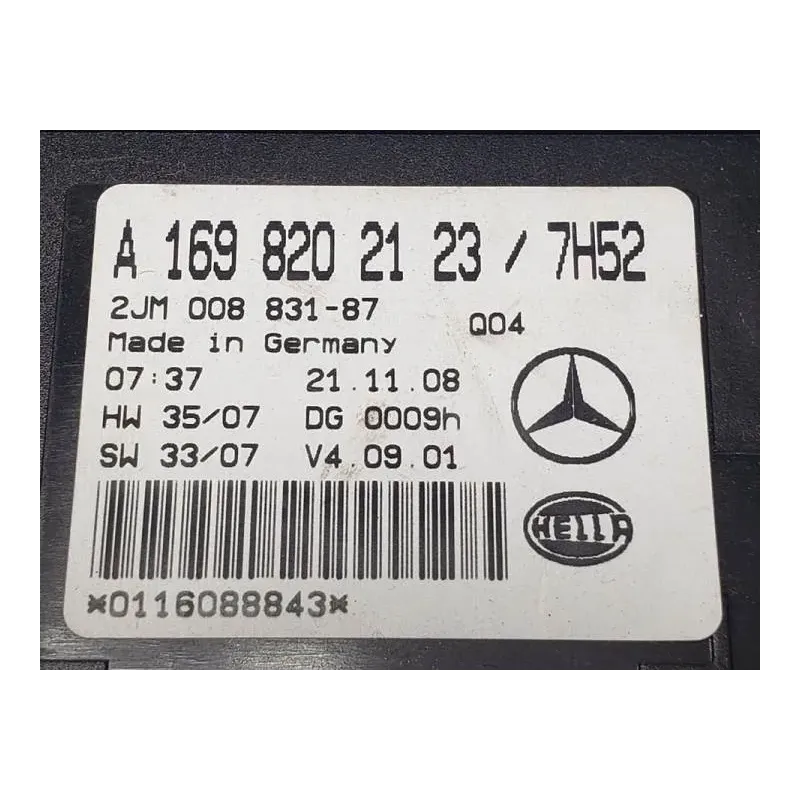 A 169 820 21 23 / 7H52
2JM 008 831-87 Q04
Made in Germany
07:37 21.11.08
HW 35/07 DG 0009h
SW 33/07 V4.09.01
HELLA
*0116088843*